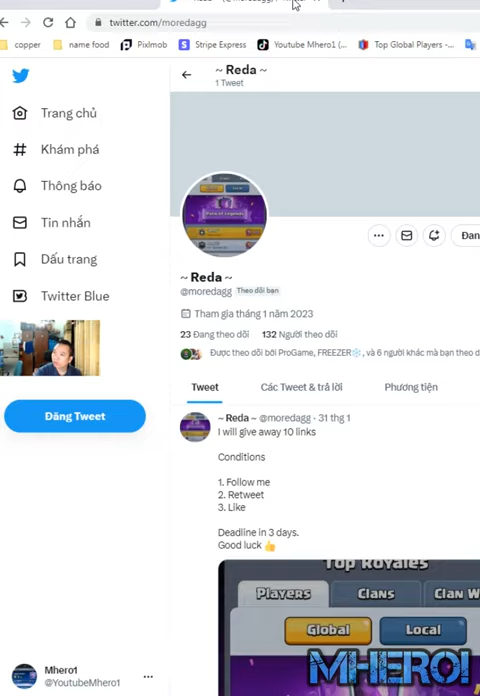 twitter.com/moredagg
copper
name food
Pixlmob
Stripe Express
Youtube Mhero1 (...
Top Global Players -...
~ Reda ~
1 Tweet
Trang chủ
Khám phá
Thông báo
Tin nhắn
Dấu trang
Twitter Blue
Đăng Tweet
Mhero1
@YoutubeMhero1
Đan
~ Reda ~
@moredagg Theo dõi bạn
Tham gia tháng 1 năm 2023
23 Đang theo dõi 132 Người theo dõi
Được theo dõi bởi ProGame, FREEZER❄️, và 6 người khác mà bạn theo d
Tweet Các Tweet & trả lời Phương tiện
~ Reda ~ @moredagg · 31 thg 1
I will give away 10 links
Conditions
1. Follow me
2. Retweet
3. Like
Deadline in 3 days.
Good luck 👍
Top Royales
Players Clans Clan W
Global Local
MHERO!